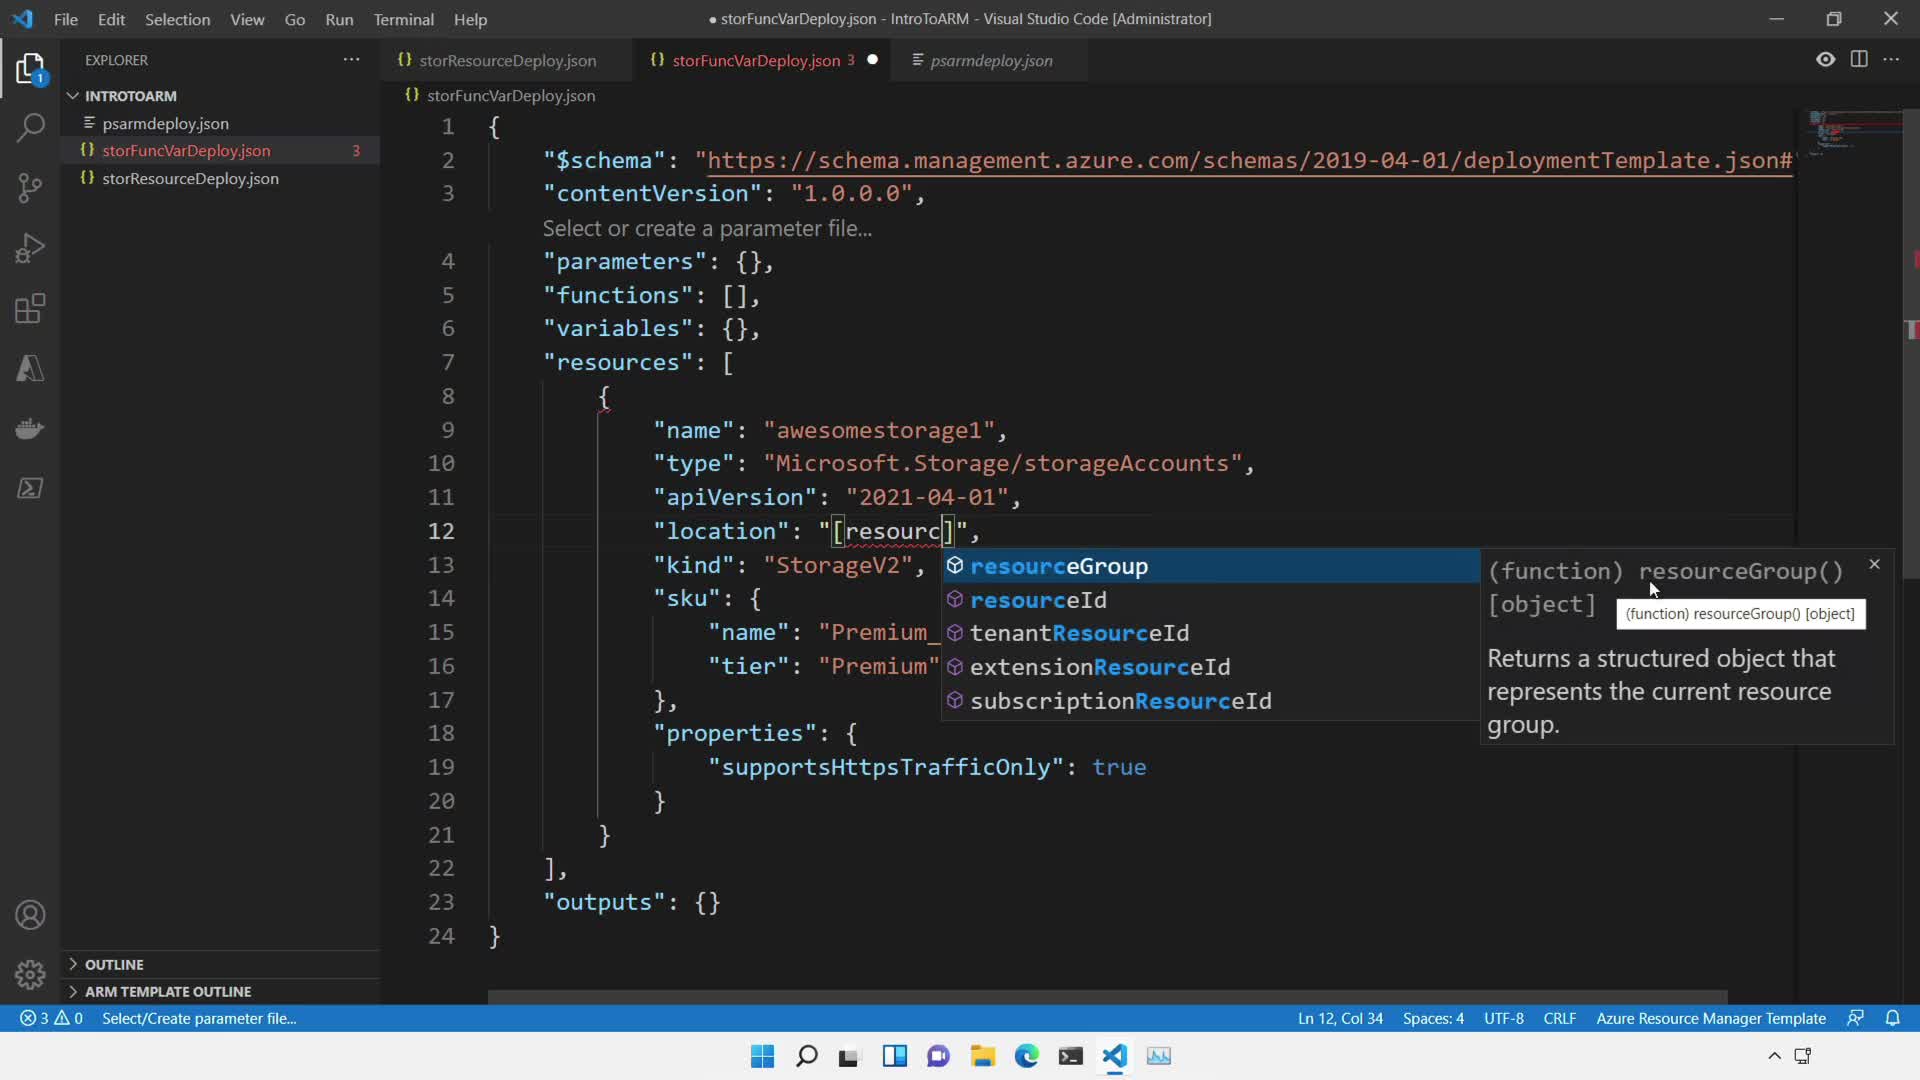 File Edit Selection View Go Run Terminal Help
● storFuncVarDeploy.json - IntroToARM - Visual Studio Code [Administrator]
EXPLORER
storResourceDeploy.json
storFuncVarDeploy.json 3
psarmdeploy.json
INTROTOARM
psarmdeploy.json
storFuncVarDeploy.json 3
storResourceDeploy.json
storFuncVarDeploy.json
1 {
2 "$schema": "https://schema.management.azure.com/schemas/2019-04-01/deploymentTemplate.json#"
3 "contentVersion": "1.0.0.0",
Select or create a parameter file...
4 "parameters": {},
5 "functions": [],
6 "variables": {},
7 "resources": [
8 {
9 "name": "awesomestorage1",
10 "type": "Microsoft.Storage/storageAccounts",
11 "apiVersion": "2021-04-01",
12 "location": "[resourc]",
13 "kind": "StorageV2",
14 "sku": {
15 "name": "Premium_
16 "tier": "Premium"
17 },
18 "properties": {
19 "supportsHttpsTrafficOnly": true
20 }
21 }
22 ],
23 "outputs": {}
24 }
resourceGroup
resourceId
tenantResourceId
extensionResourceId
subscriptionResourceId
(function) resourceGroup()
[object]
(function) resourceGroup() [object]
Returns a structured object that
represents the current resource
group.
OUTLINE
ARM TEMPLATE OUTLINE
3 0 Select/Create parameter file...
Ln 12, Col 34 Spaces: 4 UTF-8 CRLF Azure Resource Manager Template
1